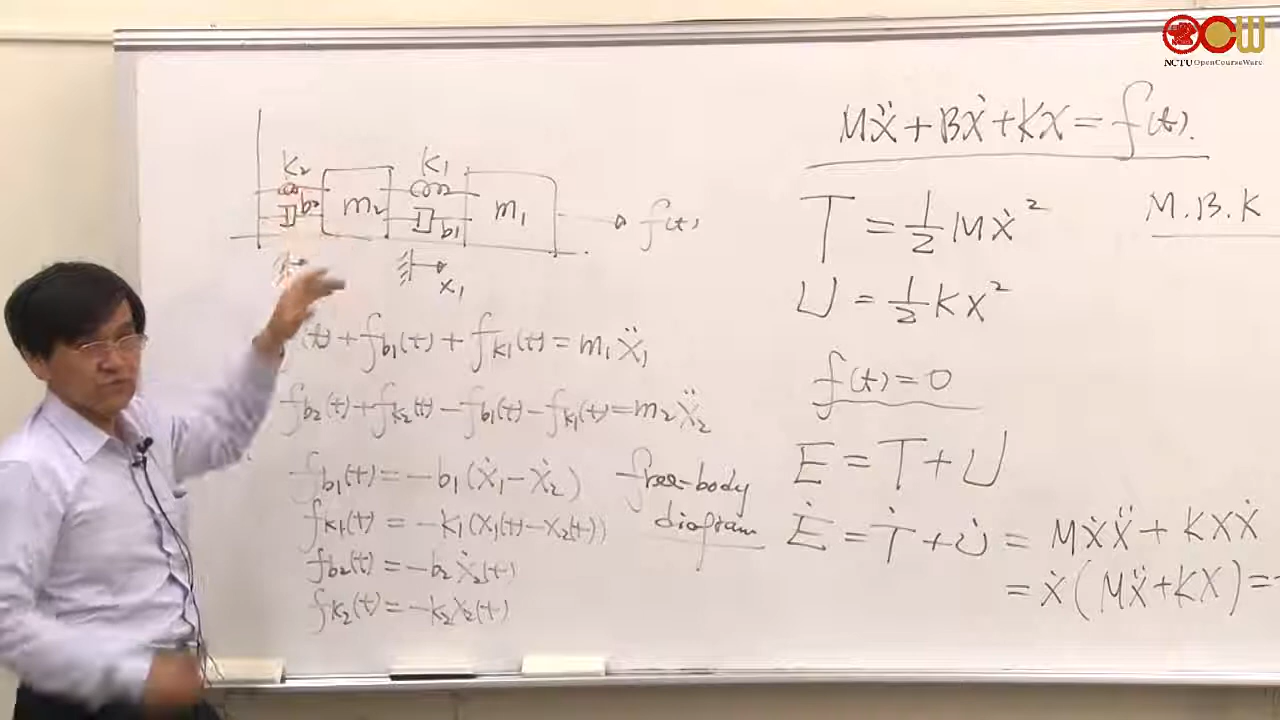 OCW
NCTU OpenCourseWare
k₂ k₁
b₂ m₂ b₁ m₁ f(t)
x₁
(t)+f_b₁(t)+f_k₁(t)=m₁ẍ₁
f_b₂(t)+f_k₂(t)-f_b₁(t)-f_k₁(t)=m₂ẍ₂
f_b₁(t)=-b₁(ẋ₁-ẋ₂)
f_k₁(t)=-k₁(x₁(t)-x₂(t))
f_b₂(t)=-b₂ẋ₂(t)
f_k₂(t)=-k₂x₂(t)
free-body
diagram
Mẍ+Bẋ+Kx=f(t).
M.B.K
T=½Mẋ²
U=½Kx²
f(t)=0
E=T+U
Ė=Ṫ+U̇=Mẋẍ+Kxẋ
=ẋ(Mẍ+Kx)=-